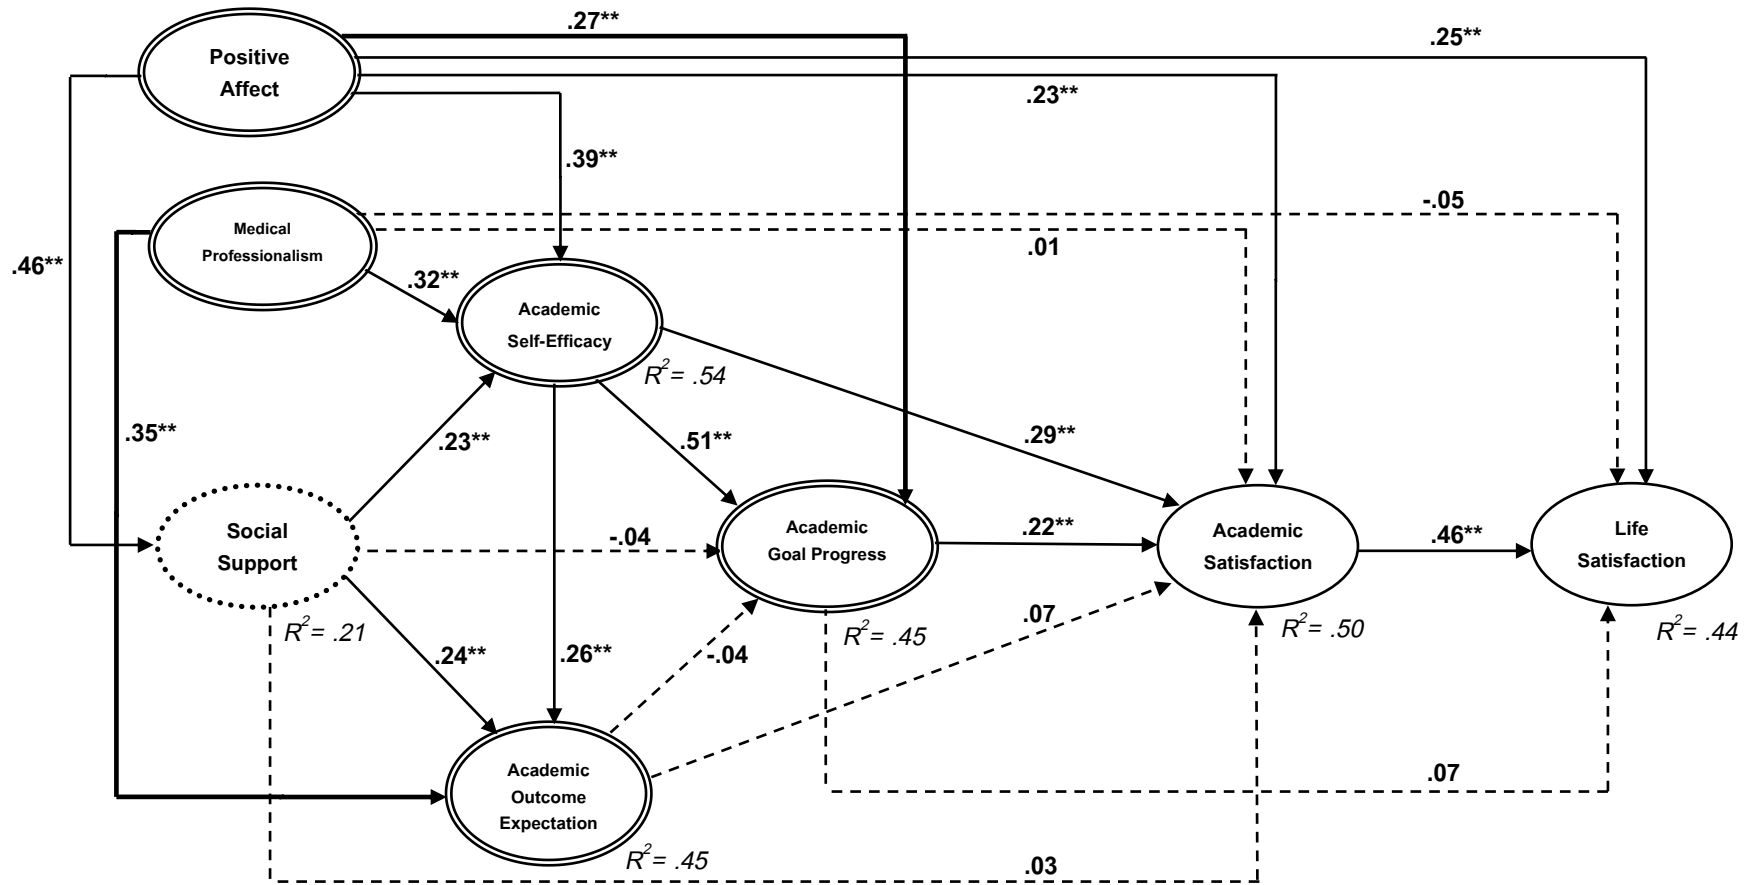 .27**
.25**
Positive
Affect
.23**
.39**
-.05
Medical
Professionalism
.01
.46**
.32**
Academic
Self-Efficacy
R² = .54
.35**
.23**
.51**
.29**
Social
Support
-.04
Academic
Goal Progress
.22**
Academic
Satisfaction
.46**
Life
Satisfaction
R² = .21
R² = .45
R² = .50
R² = .44
.24**
.26**
-.04
.07
.07
Academic
Outcome
Expectation
R² = .45
.03